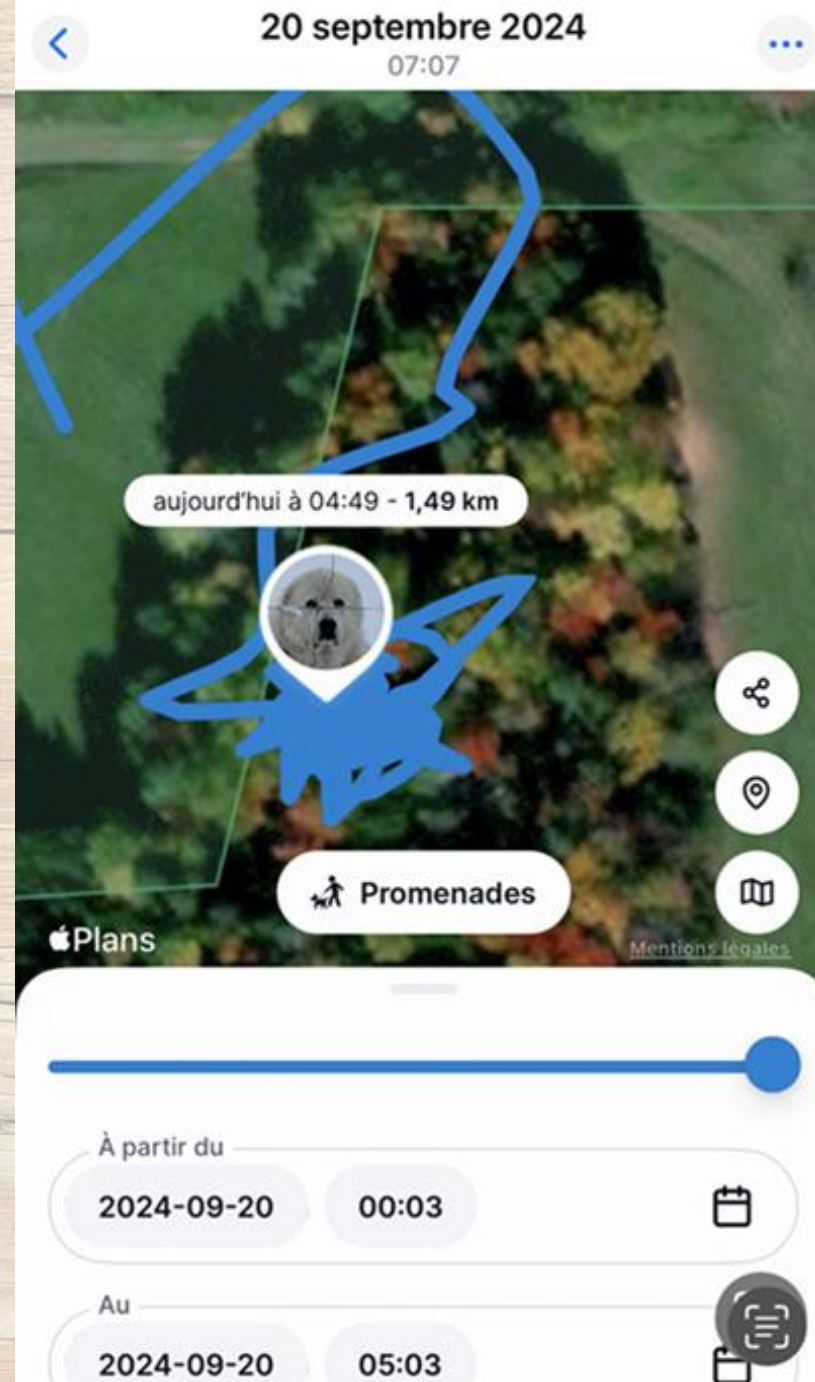 20 septembre 2024
07:07
aujourd'hui à 04:49 - 1,49 km
Promenades
Plans
Mentions légales
À partir du
2024-09-20 00:03
Au
2024-09-20 05:03